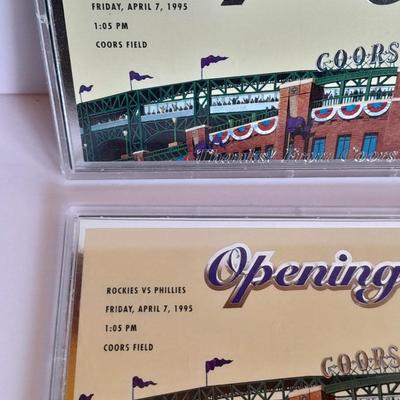 FRIDAY, APRIL 7, 1995
1:05 PM
COORS FIELD
COORS
ROCKIES VS PHILLIES
Opening
FRIDAY, APRIL 7, 1995
1:05 PM
COORS FIELD
COORS